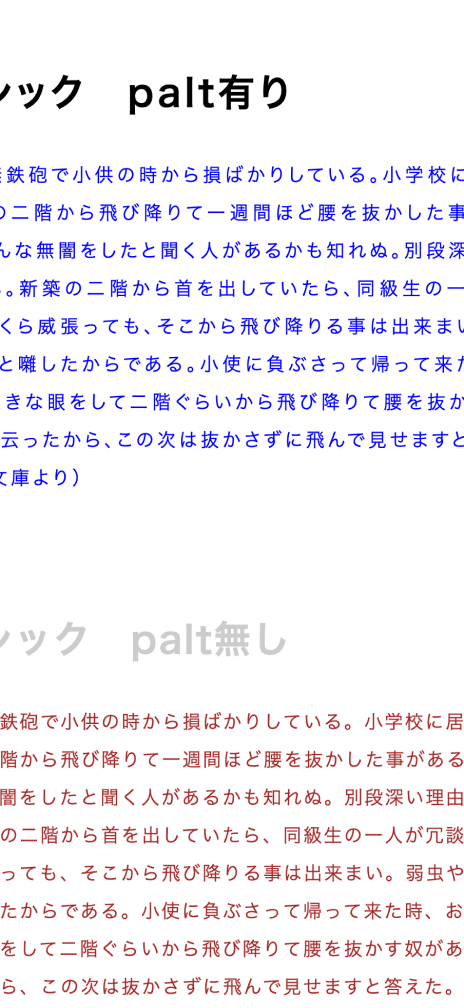 ック　palt有り
鉄砲で小供の時から損ばかりしている。小学校に
の二階から飛び降りて一週間ほど腰を抜かした事
んな無闇をしたと聞く人があるかも知れぬ。別段深
。新築の二階から首を出していたら、同級生の一
くら威張っても、そこから飛び降りる事は出来まい
と囃したからである。小使に負ぶさって帰って来た
きな眼をして二階ぐらいから飛び降りて腰を抜か
云ったから、この次は抜かさずに飛んで見せますと
文庫より）
ック　palt無し
鉄砲で小供の時から損ばかりしている。小学校に居
階から飛び降りて一週間ほど腰を抜かした事がある
闇をしたと聞く人があるかも知れぬ。別段深い理由
の二階から首を出していたら、同級生の一人が冗談
っても、そこから飛び降りる事は出来まい。弱虫や
たからである。小使に負ぶさって帰って来た時、お
をして二階ぐらいから飛び降りて腰を抜かす奴があ
ら、この次は抜かさずに飛んで見せますと答えた。